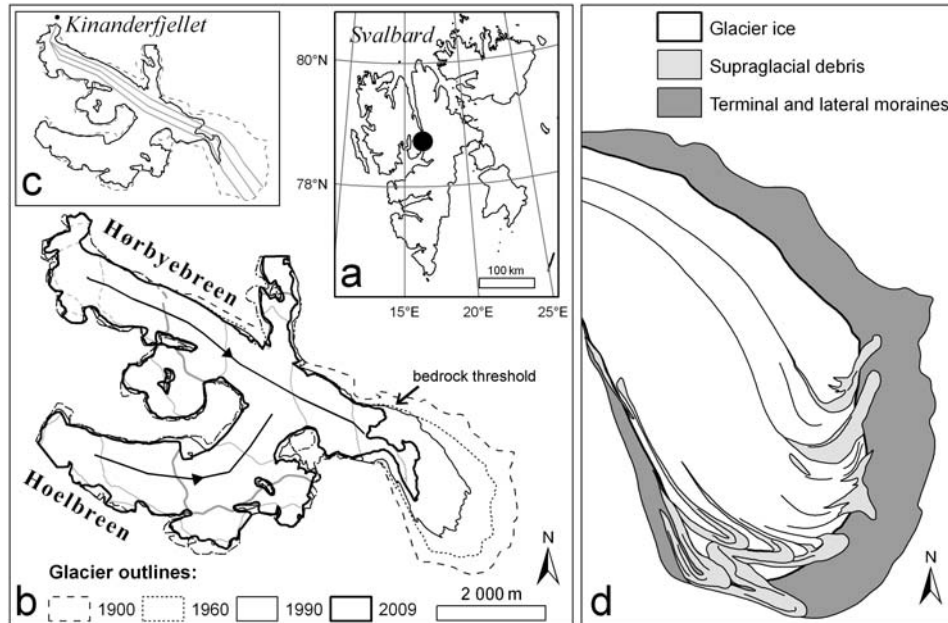 Kinanderfjellet
c
Svalbard
80°N
78°N
a
100 km
15°E
20°E
25°E
Hørbyebreen
bedrock threshold
Hoelbreen
N
Glacier outlines:
b
1900
1960
1990
2009
2 000 m
Glacier ice
Supraglacial debris
Terminal and lateral moraines
d
N